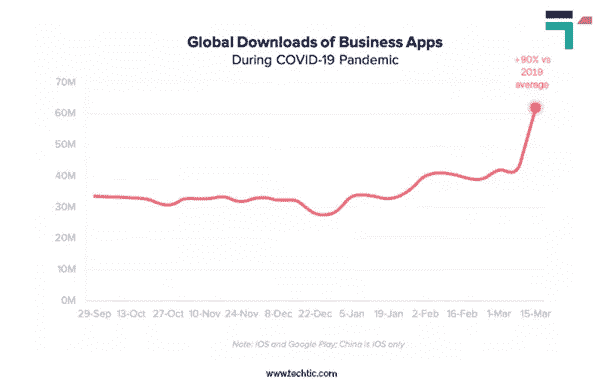 Global Downloads of Business Apps
During COVID-19 Pandemic
+90% vs
2019
average
70M
60M
50M
40M
30M
20M
10M
0M
29-Sep 13-Oct 27-Oct 10-Nov 24-Nov 8-Dec 22-Dec 5-Jan 19-Jan 2-Feb 16-Feb 1-Mar 15-Mar
Note: iOS and Google Play; China is iOS only
www.techtic.com